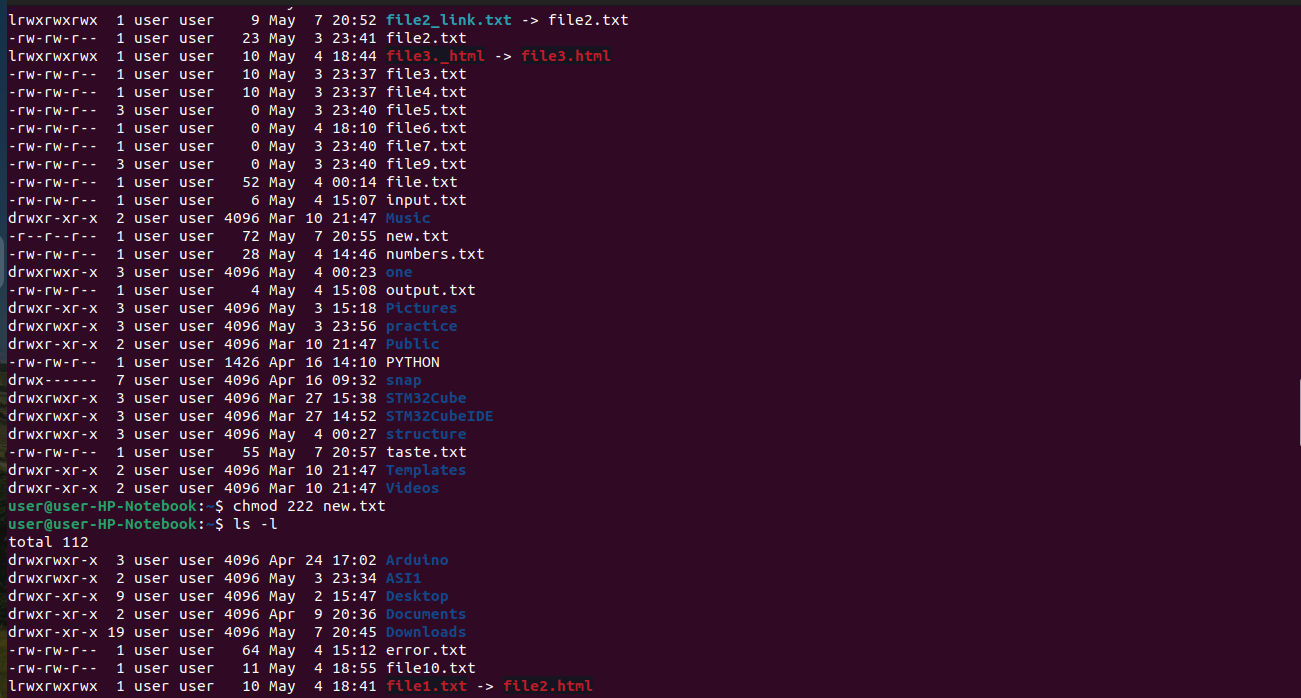 lrwxrwxrwx  1 user user    9 May  7 20:52 file2_link.txt -> file2.txt
-rw-rw-r--  1 user user   23 May  3 23:41 file2.txt
lrwxrwxrwx  1 user user   10 May  4 18:44 file3._html -> file3.html
-rw-rw-r--  1 user user   10 May  3 23:37 file3.txt
-rw-rw-r--  1 user user   10 May  3 23:37 file4.txt
-rw-rw-r--  3 user user    0 May  3 23:40 file5.txt
-rw-rw-r--  1 user user    0 May  4 18:10 file6.txt
-rw-rw-r--  1 user user    0 May  3 23:40 file7.txt
-rw-rw-r--  3 user user    0 May  3 23:40 file9.txt
-rw-rw-r--  1 user user   52 May  4 00:14 file.txt
-rw-rw-r--  1 user user    6 May  4 15:07 input.txt
drwxr-xr-x  2 user user 4096 Mar 10 21:47 Music
-r--r--r--  1 user user   72 May  7 20:55 new.txt
-rw-rw-r--  1 user user   28 May  4 14:46 numbers.txt
drwxrwxr-x  3 user user 4096 May  4 00:23 one
-rw-rw-r--  1 user user    4 May  4 15:08 output.txt
drwxr-xr-x  3 user user 4096 May  3 15:18 Pictures
drwxrwxr-x  3 user user 4096 May  3 23:56 practice
drwxr-xr-x  2 user user 4096 Mar 10 21:47 Public
-rw-rw-r--  1 user user 1426 Apr 16 14:10 PYTHON
drwx------  7 user user 4096 Apr 16 09:32 snap
drwxrwxr-x  3 user user 4096 Mar 27 15:38 STM32Cube
drwxrwxr-x  3 user user 4096 Mar 27 14:52 STM32CubeIDE
drwxrwxr-x  3 user user 4096 May  4 00:27 structure
-rw-rw-r--  1 user user   55 May  7 20:57 taste.txt
drwxr-xr-x  2 user user 4096 Mar 10 21:47 Templates
drwxr-xr-x  2 user user 4096 Mar 10 21:47 Videos
user@user-HP-Notebook:~$ chmod 222 new.txt
user@user-HP-Notebook:~$ ls -l
total 112
drwxrwxr-x  3 user user 4096 Apr 24 17:02 Arduino
drwxrwxr-x  2 user user 4096 May  3 23:34 ASI1
drwxr-xr-x  9 user user 4096 May  2 15:47 Desktop
drwxr-xr-x  2 user user 4096 Apr  9 20:36 Documents
drwxr-xr-x 19 user user 4096 May  7 20:45 Downloads
-rw-rw-r--  1 user user   64 May  4 15:12 error.txt
-rw-rw-r--  1 user user   11 May  4 18:55 file10.txt
lrwxrwxrwx  1 user user   10 May  4 18:41 file1.txt -> file2.html